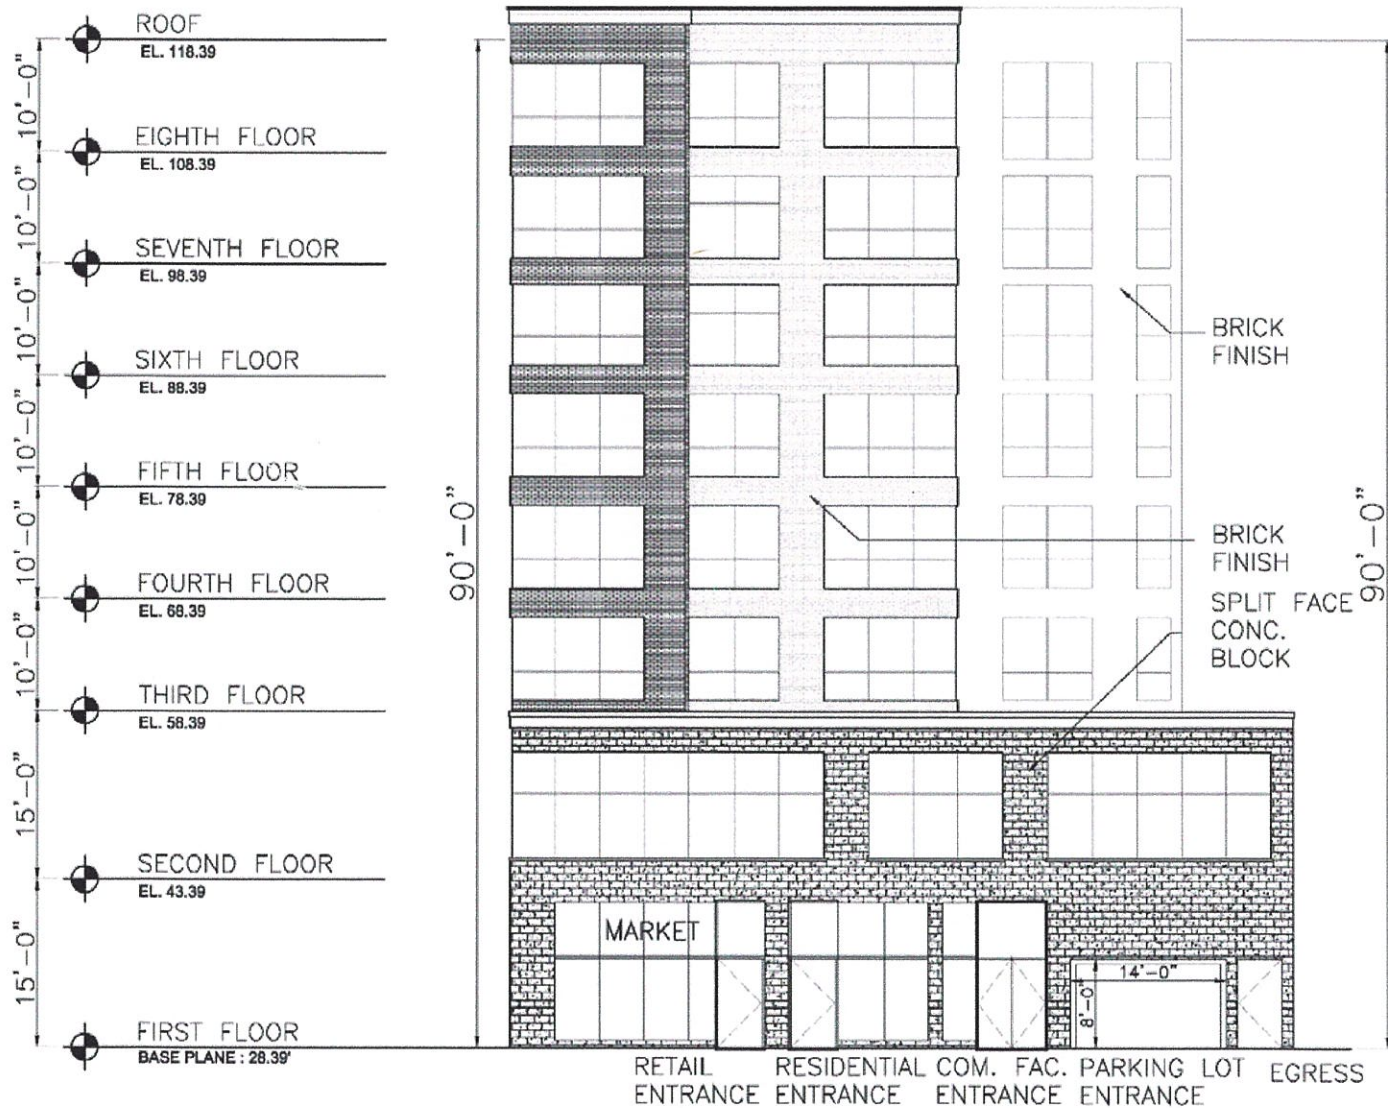 ROOF
EL. 118.39
10'-0"
EIGHTH FLOOR
EL. 108.39
10'-0"
SEVENTH FLOOR
EL. 98.39
10'-0"
SIXTH FLOOR
EL. 88.39
10'-0"
FIFTH FLOOR
EL. 78.39
10'-0"
FOURTH FLOOR
EL. 68.39
10'-0"
THIRD FLOOR
EL. 58.39
15'-0"
SECOND FLOOR
EL. 43.39
15'-0"
FIRST FLOOR
BASE PLANE : 28.39'
90'-0"
90'-0"
BRICK
FINISH
BRICK
FINISH
SPLIT FACE
CONC.
BLOCK
MARKET
14'-0"
8'-0"
RETAIL
ENTRANCE
RESIDENTIAL
ENTRANCE
COM. FAC.
ENTRANCE
PARKING LOT
ENTRANCE
EGRESS